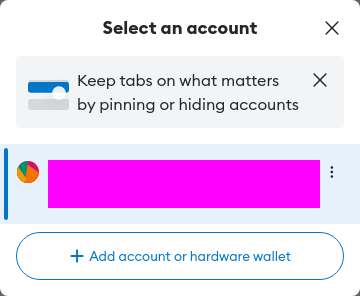 Select an account
Keep tabs on what matters
by pinning or hiding accounts
Add account or hardware wallet